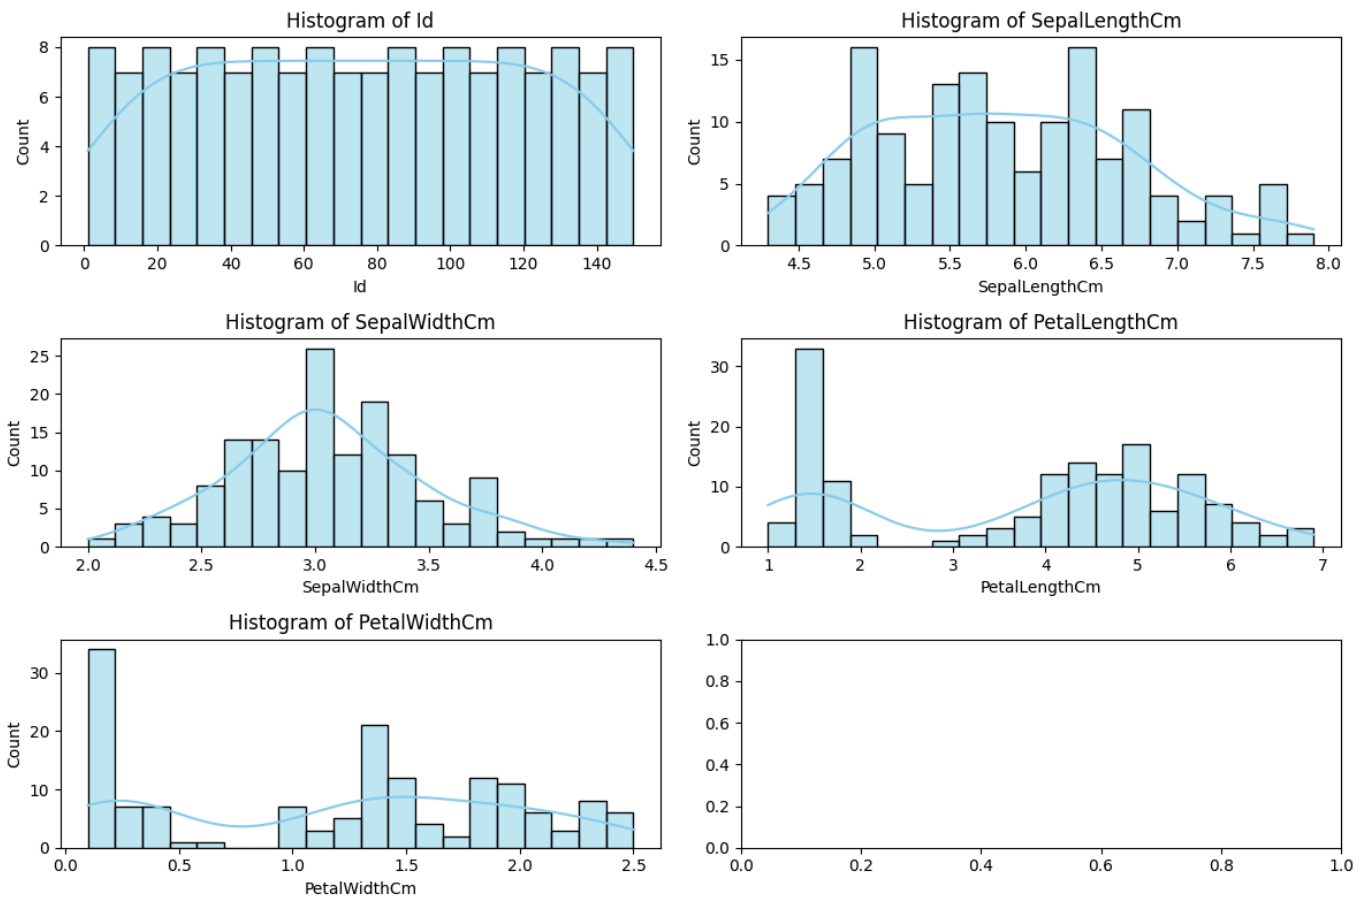 Histogram of Id
8
6
4
2
0
Count
0 20 40 60 80 100 120 140
Id
Histogram of SepalLengthCm
15
10
5
0
Count
4.5 5.0 5.5 6.0 6.5 7.0 7.5 8.0
SepalLengthCm
Histogram of SepalWidthCm
25
20
15
10
5
0
Count
2.0 2.5 3.0 3.5 4.0 4.5
SepalWidthCm
Histogram of PetalLengthCm
30
20
10
0
Count
1 2 3 4 5 6 7
PetalLengthCm
Histogram of PetalWidthCm
30
20
10
0
Count
0.0 0.5 1.0 1.5 2.0 2.5
PetalWidthCm
1.0
0.8
0.6
0.4
0.2
0.0
0.0 0.2 0.4 0.6 0.8 1.0